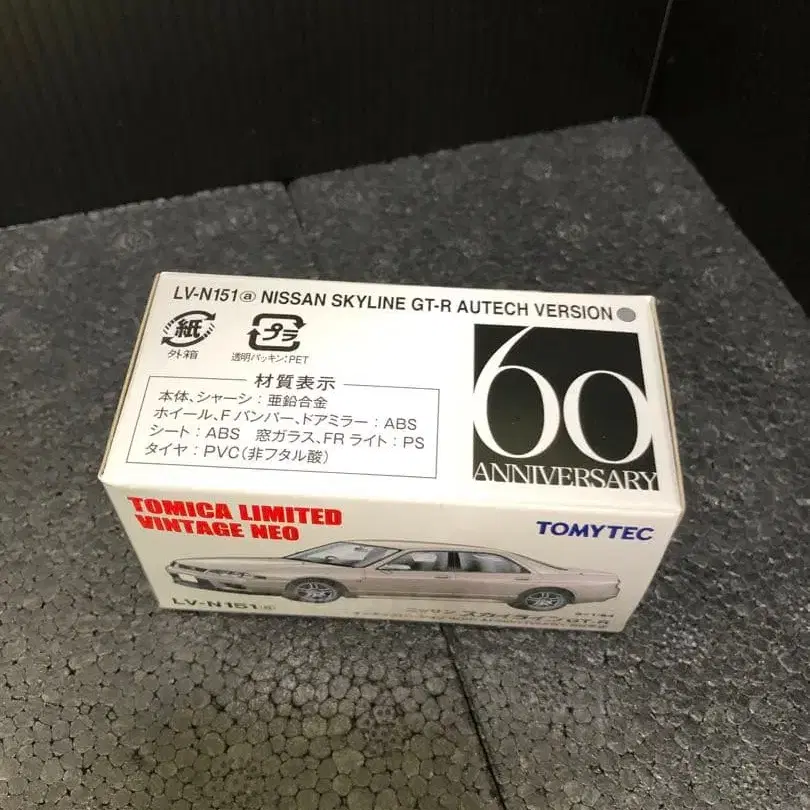 LV-N151ⓐ NISSAN SKYLINE GT-R AUTECH VERSION
紙
外箱
プラ
透明パッキン:PET
材質表示
本体、シャーシ:亜鉛合金
ホイール、Fバンパー、ドアミラー:ABS
シート:ABS 窓ガラス、FRライト:PS
タイヤ:PVC(非フタル酸)
60
ANNIVERSARY
TOMICA LIMITED
VINTAGE NEO
TOMYTEC
LV-N151ⓐ
ニッサン スカイライン GT-R